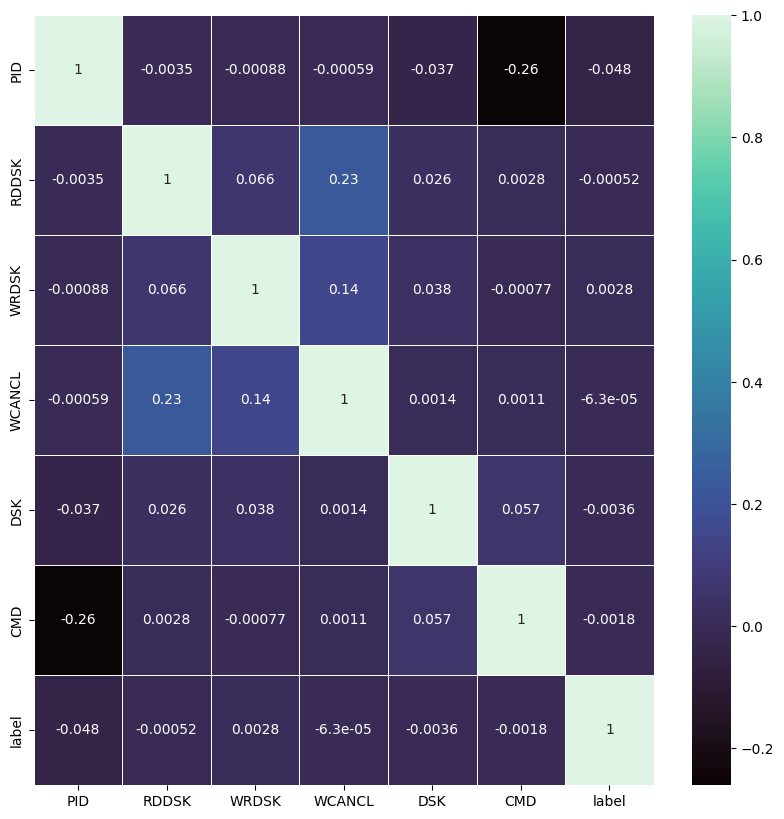 PID 1 -0.0035 -0.00088 -0.00059 -0.037 -0.26 -0.048
RDDSK -0.0035 1 0.066 0.23 0.026 0.0028 -0.00052
WRDSK -0.00088 0.066 1 0.14 0.038 -0.00077 0.0028
WCANCL -0.00059 0.23 0.14 1 0.0014 0.0011 -6.3e-05
DSK -0.037 0.026 0.038 0.0014 1 0.057 -0.0036
CMD -0.26 0.0028 -0.00077 0.0011 0.057 1 -0.0018
label -0.048 -0.00052 0.0028 -6.3e-05 -0.0036 -0.0018 1
PID RDDSK WRDSK WCANCL DSK CMD label
1.0
0.8
0.6
0.4
0.2
0.0
−0.2